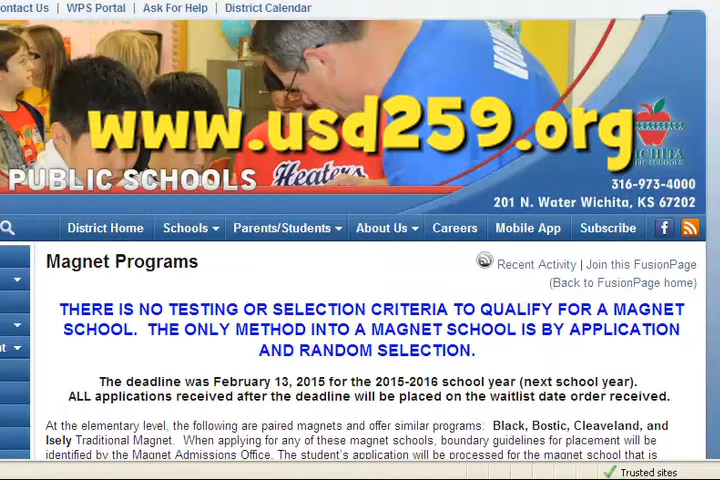 ontact Us | WPS Portal | Ask For Help | District Calendar
www.usd259.org
Heaters
WICHITA
PUBLIC SCHOOLS
316-973-4000
201 N. Water Wichita, KS 67202
District Home Schools Parents/Students About Us Careers Mobile App Subscribe
Magnet Programs
Recent Activity | Join this FusionPage
(Back to FusionPage home)
THERE IS NO TESTING OR SELECTION CRITERIA TO QUALIFY FOR A MAGNET
SCHOOL. THE ONLY METHOD INTO A MAGNET SCHOOL IS BY APPLICATION
AND RANDOM SELECTION.
The deadline was February 13, 2015 for the 2015-2016 school year (next school year).
ALL applications received after the deadline will be placed on the waitlist date order received.
At the elementary level, the following are paired magnets and offer similar programs: Black, Bostic, Cleaveland, and
Isely Traditional Magnet. When applying for any of these magnet schools, boundary guidelines for placement will be
identified by the Magnet Admissions Office. The student's application will be processed for the magnet school that is
Trusted sites